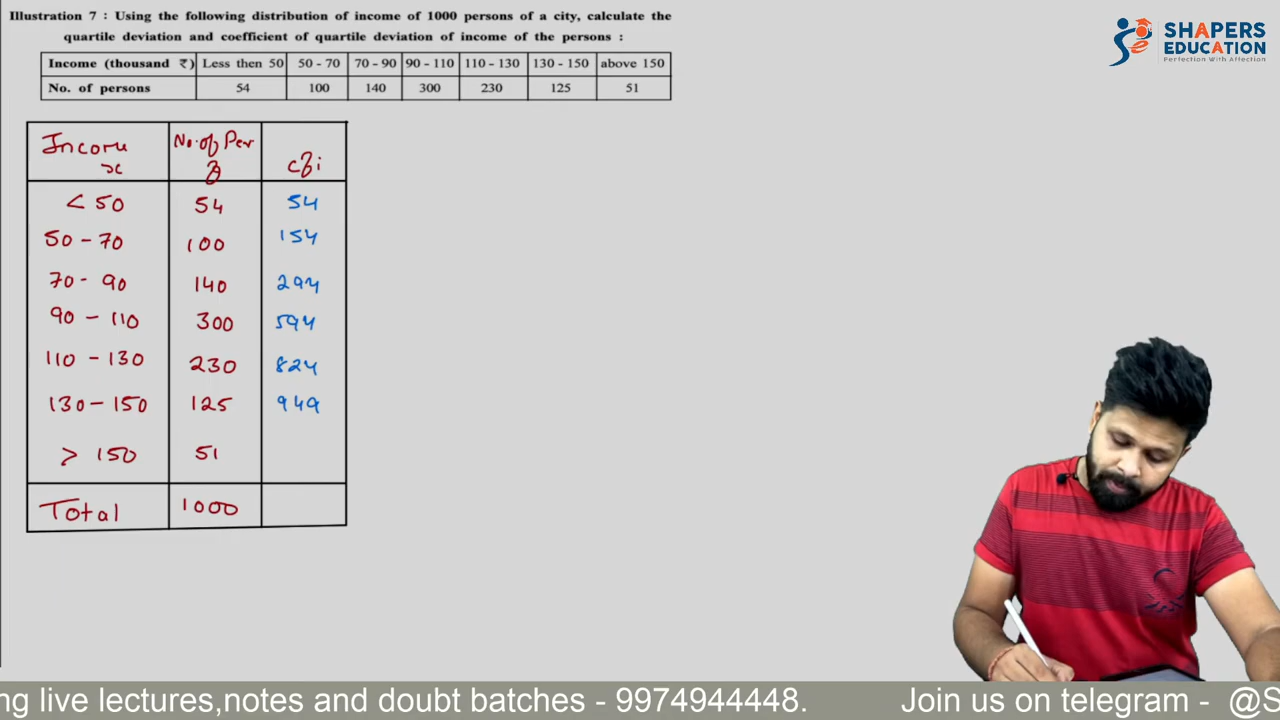 Illustration 7 : Using the following distribution of income of 1000 persons of a city, calculate the
quartile deviation and coefficient of quartile deviation of income of the persons :
Income (thousand ₹) Less then 50 50 - 70 70 - 90 90 - 110 110 - 130 130 - 150 above 150
No. of persons 54 100 140 300 230 125 51
SHAPERS
EDUCATION
Perfection With Affection
Income No. of Per
x cfi
< 50 54 54
50 - 70 100 154
70 - 90 140 294
90 - 110 300 594
110 - 130 230 824
130 - 150 125 949
> 150 51
Total 1000
ng live lectures,notes and doubt batches - 9974944448. Join us on telegram - @S